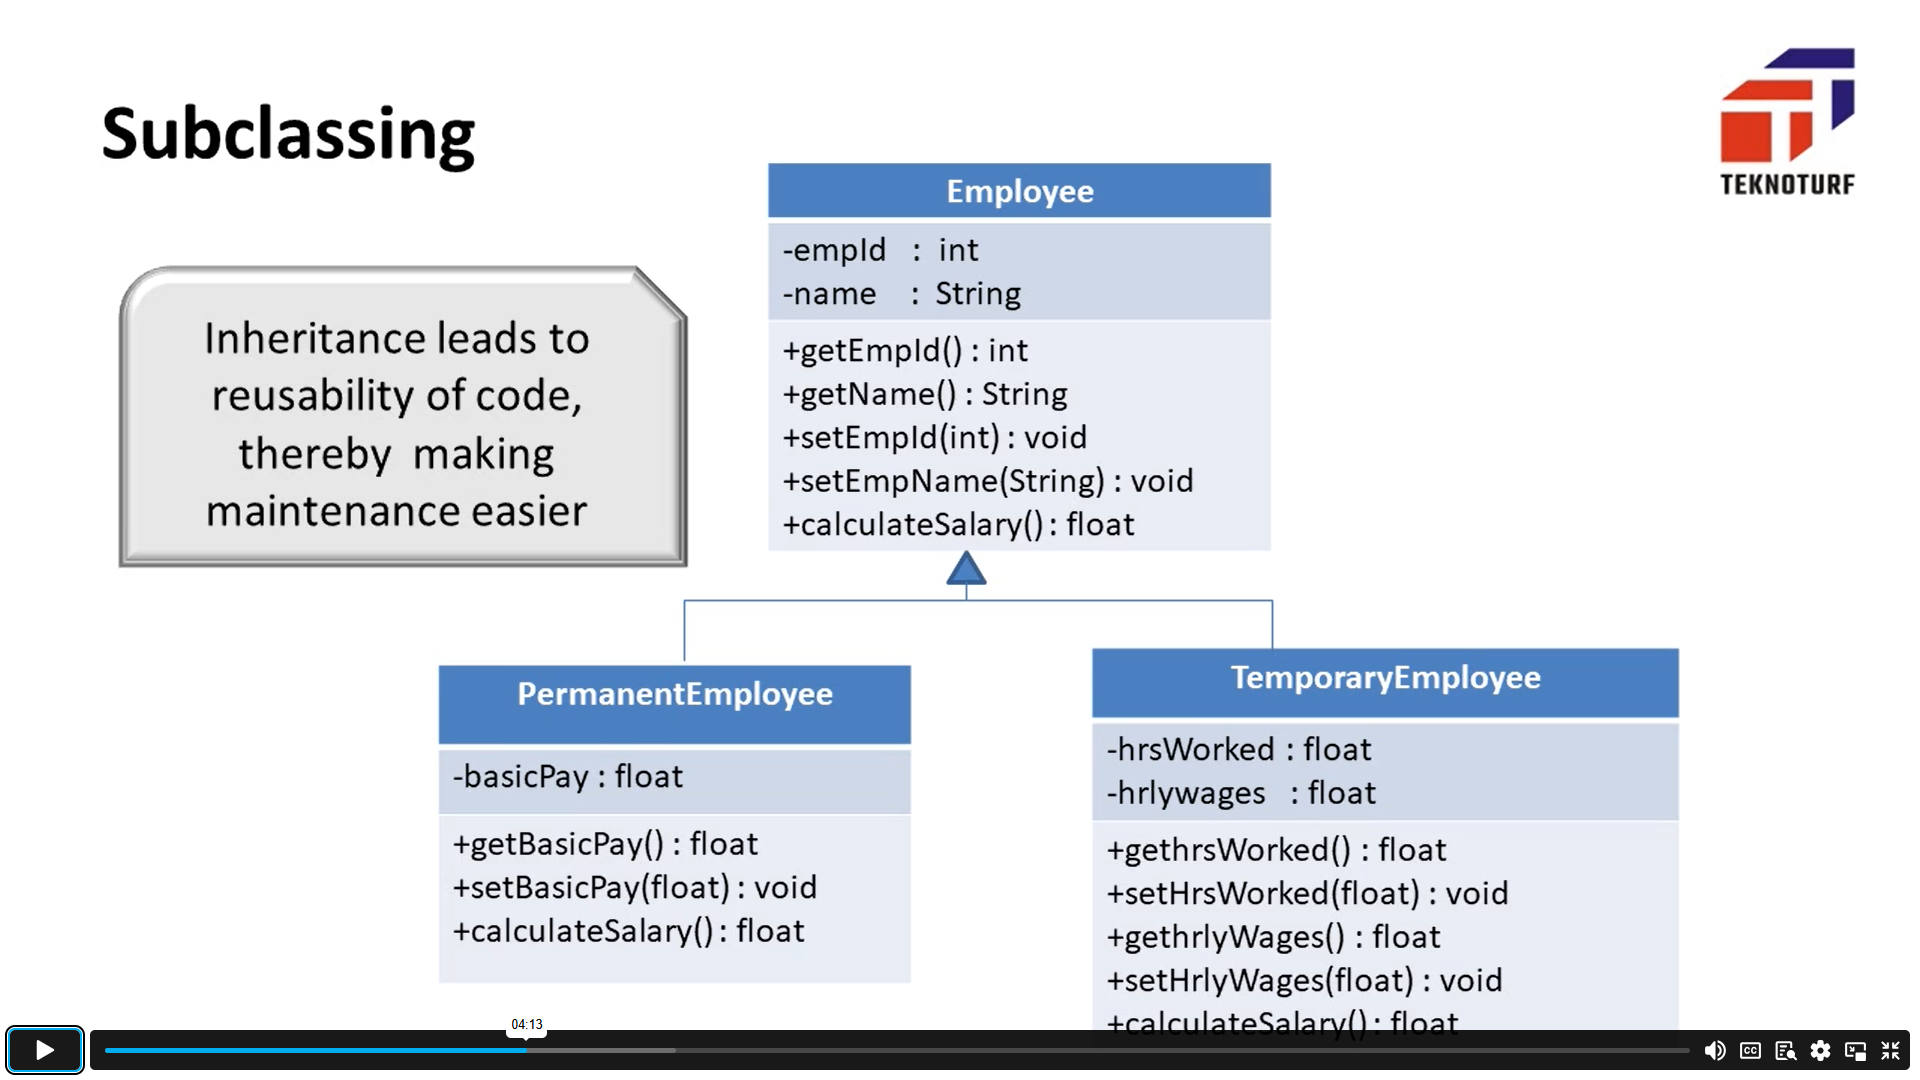 Subclassing
TEKNOTURF
Inheritance leads to
reusability of code,
thereby making
maintenance easier
Employee
-empId : int
-name : String
+getEmpId() : int
+getName() : String
+setEmpId(int) : void
+setEmpName(String) : void
+calculateSalary() : float
PermanentEmployee
-basicPay : float
+getBasicPay() : float
+setBasicPay(float) : void
+calculateSalary() : float
TemporaryEmployee
-hrsWorked : float
-hrlywages : float
+gethrsWorked() : float
+setHrsWorked(float) : void
+gethrlyWages() : float
+setHrlyWages(float) : void
+calculateSalary() : float
04:13
CC